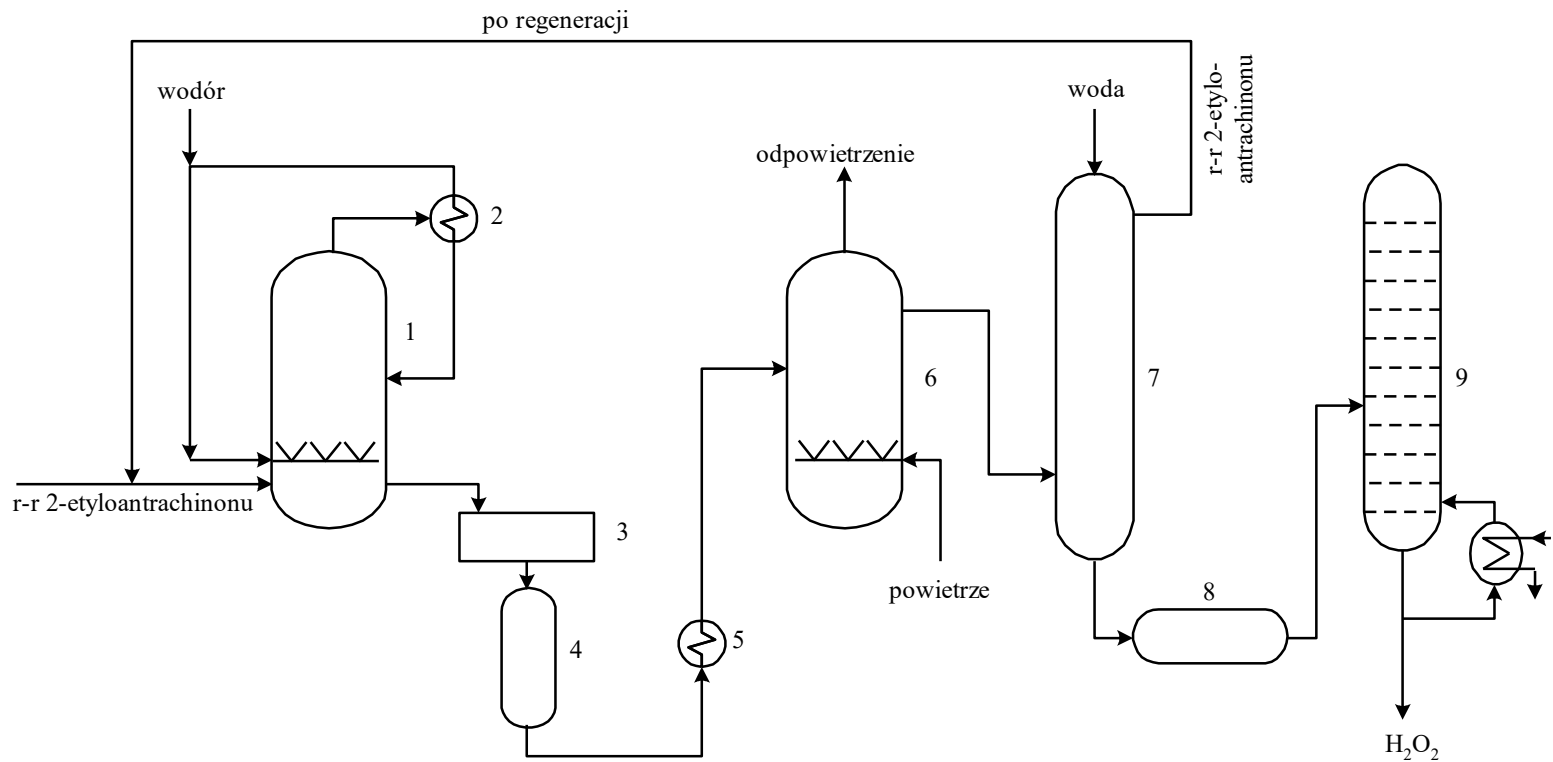 po regeneracji
wodór
woda
r-r 2-etylo-
antrachinonu
odpowietrzenie
2
1
6
7
9
r-r 2-etyloantrachinonu
3
powietrze
8
4
5
H₂O₂